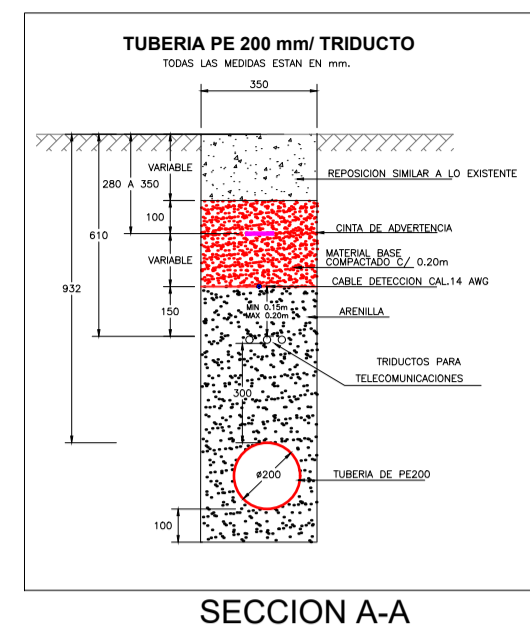 TUBERIA PE 200 mm/ TRIDUCTO
TODAS LAS MEDIDAS ESTAN EN mm.
350
VARIABLE
REPOSICION SIMILAR A LO EXISTENTE
280 A 350
100
CINTA DE ADVERTENCIA
610
VARIABLE
MATERIAL BASE
COMPACTADO C/ 0.20m
CABLE DETECCION CAL.14 AWG
932
150
MIN 0.15m
MAX 0.20m
ARENILLA
TRIDUCTOS PARA
TELECOMUNICACIONES
300
ø200
TUBERIA DE PE200
100
SECCION A-A